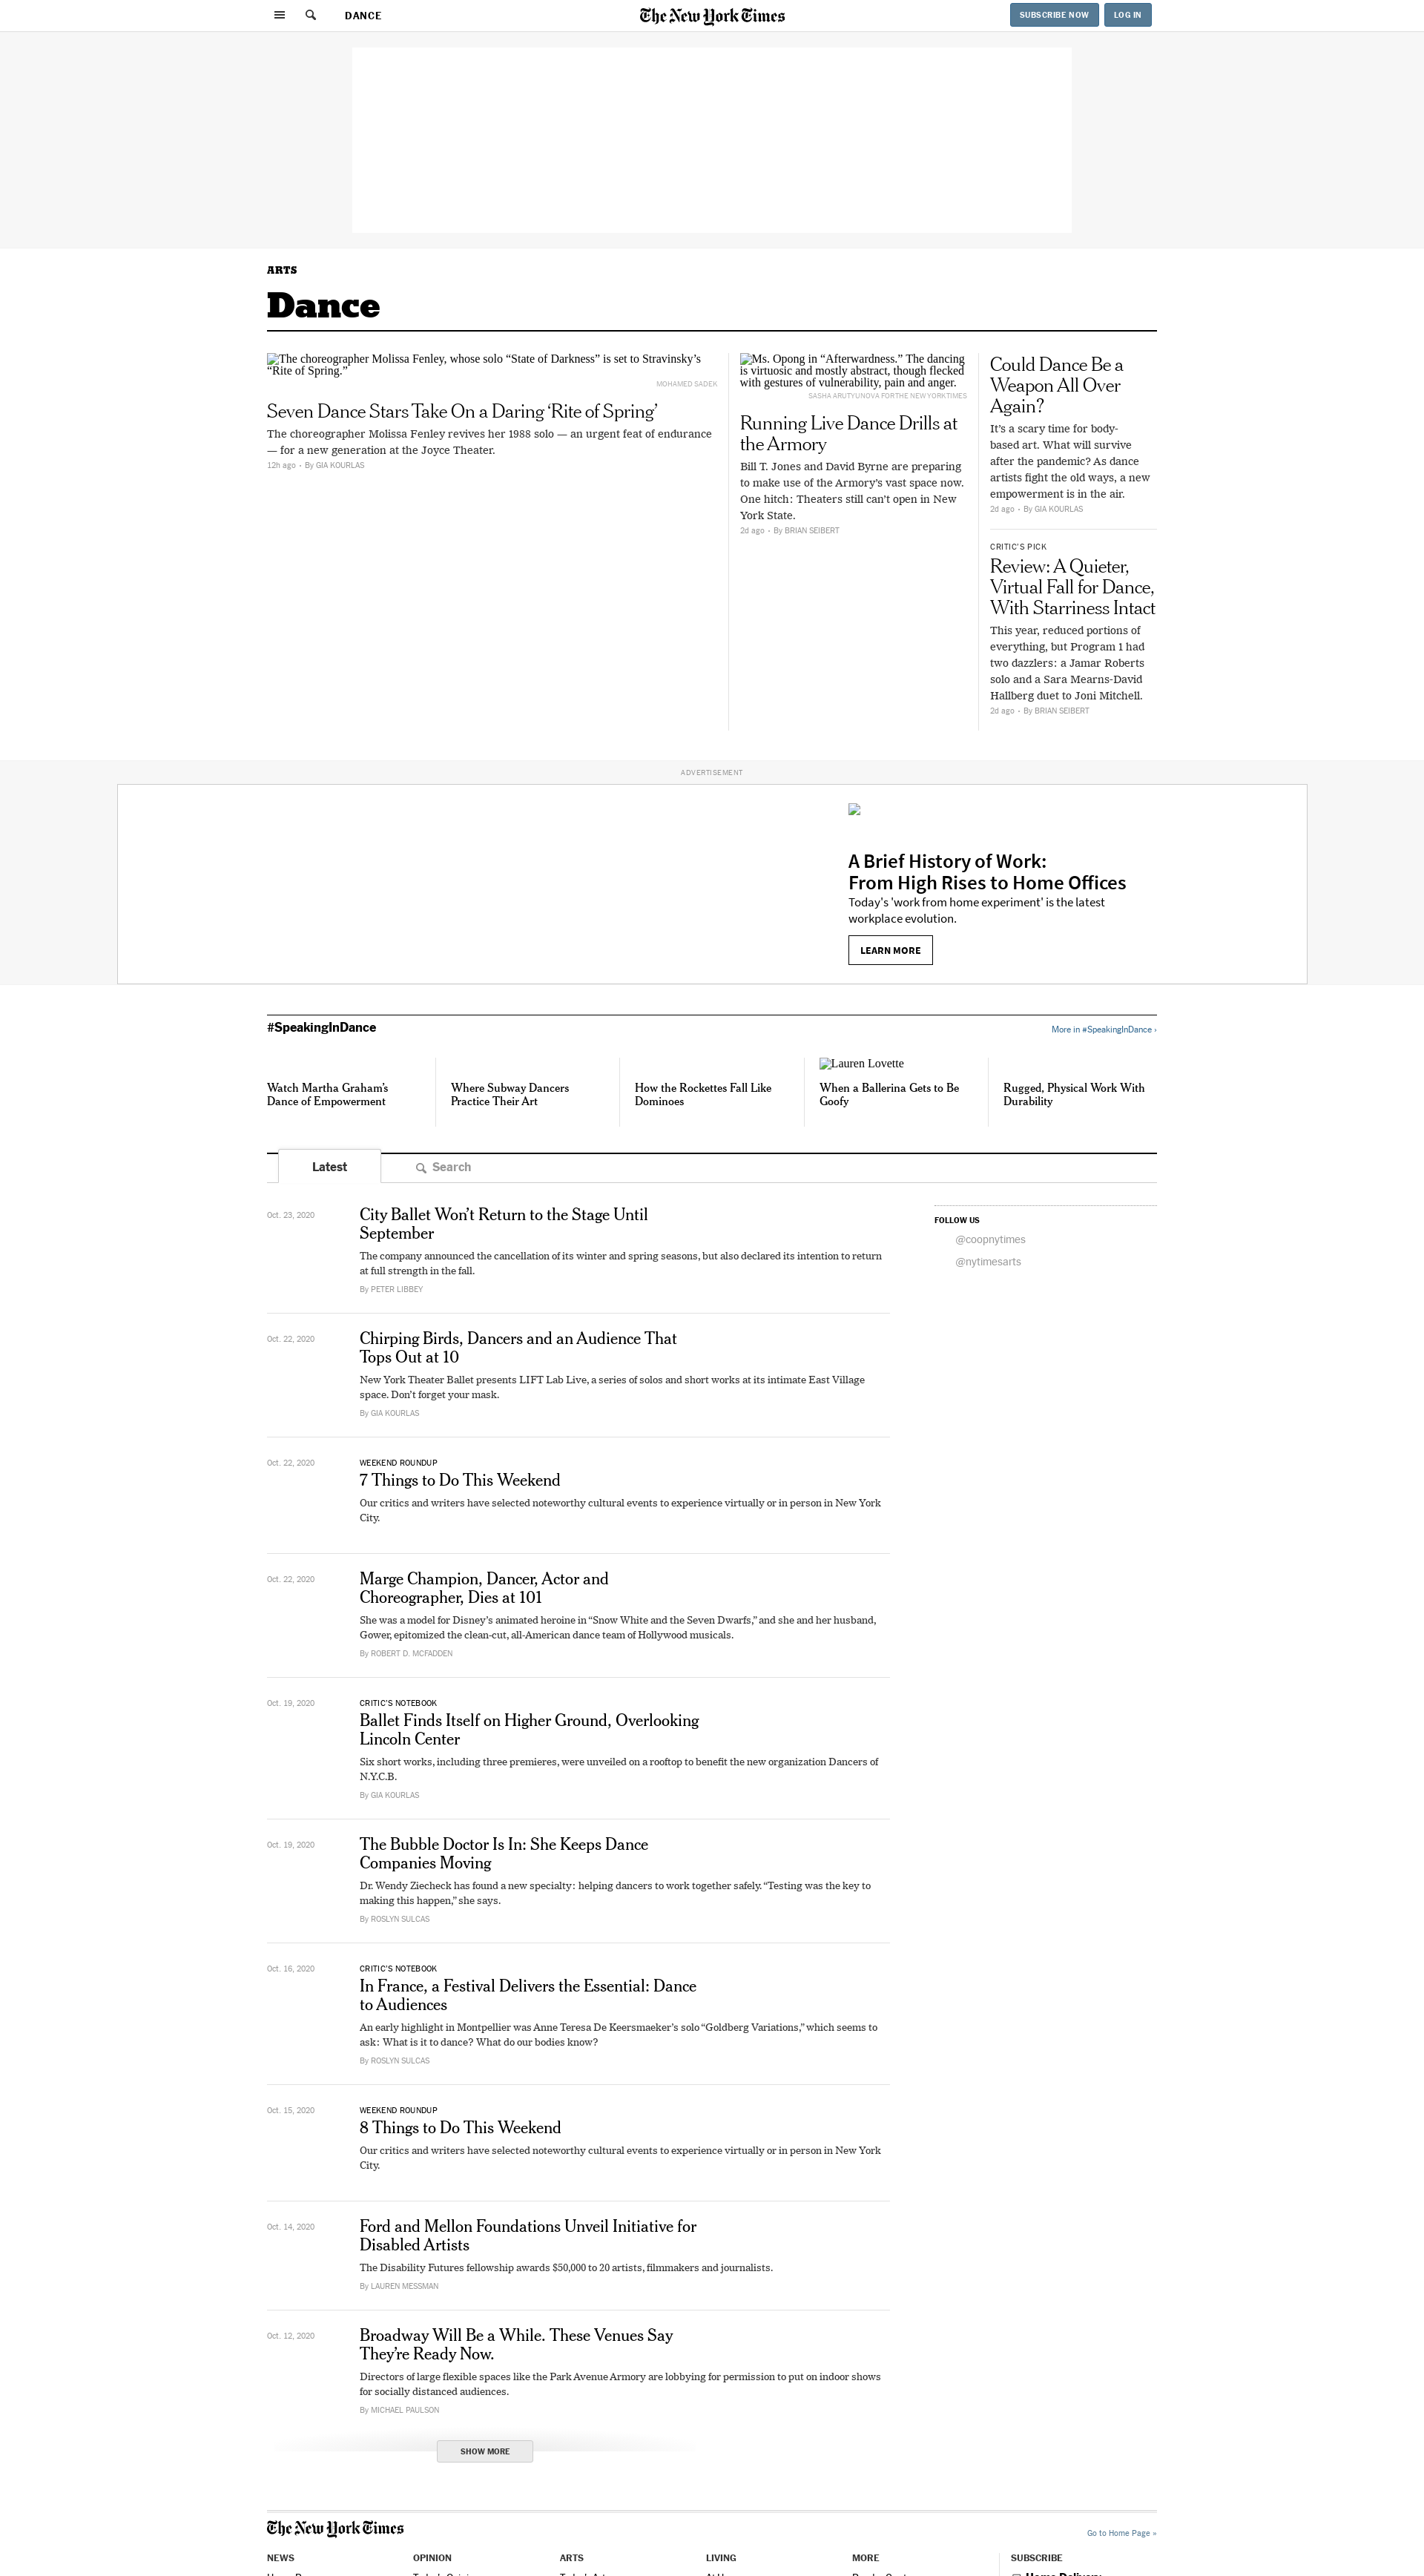 DANCE
The New York Times
SUBSCRIBE NOW
LOG IN
ARTS
Dance
The choreographer Molissa Fenley, whose solo “State of Darkness” is set to Stravinsky’s
“Rite of Spring.”
MOHAMED SADEK
Seven Dance Stars Take On a Daring ‘Rite of Spring’
The choreographer Molissa Fenley revives her 1988 solo — an urgent feat of endurance
— for a new generation at the Joyce Theater.
12h ago • By GIA KOURLAS
Ms. Opong in “Afterwardness.” The dancing
is virtuosic and mostly abstract, though flecked
with gestures of vulnerability, pain and anger.
SASHA ARUTYUNOVA FOR THE NEW YORK TIMES
Running Live Dance Drills at
the Armory
Bill T. Jones and David Byrne are preparing
to make use of the Armory’s vast space now.
One hitch: Theaters still can’t open in New
York State.
2d ago • By BRIAN SEIBERT
Could Dance Be a
Weapon All Over
Again?
It’s a scary time for body-
based art. What will survive
after the pandemic? As dance
artists fight the old ways, a new
empowerment is in the air.
2d ago • By GIA KOURLAS
CRITIC’S PICK
Review: A Quieter,
Virtual Fall for Dance,
With Starriness Intact
This year, reduced portions of
everything, but Program 1 had
two dazzlers: a Jamar Roberts
solo and a Sara Mearns-David
Hallberg duet to Joni Mitchell.
2d ago • By BRIAN SEIBERT
ADVERTISEMENT
A Brief History of Work:
From High Rises to Home Offices
Today's 'work from home experiment' is the latest
workplace evolution.
LEARN MORE
#SpeakingInDance
More in #SpeakingInDance ›
Watch Martha Graham’s
Dance of Empowerment
Where Subway Dancers
Practice Their Art
How the Rockettes Fall Like
Dominoes
Lauren Lovette
When a Ballerina Gets to Be
Goofy
Rugged, Physical Work With
Durability
Latest
Search
Oct. 23, 2020
City Ballet Won’t Return to the Stage Until
September
The company announced the cancellation of its winter and spring seasons, but also declared its intention to return
at full strength in the fall.
By PETER LIBBEY
FOLLOW US
@coopnytimes
@nytimesarts
Oct. 22, 2020
Chirping Birds, Dancers and an Audience That
Tops Out at 10
New York Theater Ballet presents LIFT Lab Live, a series of solos and short works at its intimate East Village
space. Don’t forget your mask.
By GIA KOURLAS
Oct. 22, 2020
WEEKEND ROUNDUP
7 Things to Do This Weekend
Our critics and writers have selected noteworthy cultural events to experience virtually or in person in New York
City.
Oct. 22, 2020
Marge Champion, Dancer, Actor and
Choreographer, Dies at 101
She was a model for Disney’s animated heroine in “Snow White and the Seven Dwarfs,” and she and her husband,
Gower, epitomized the clean-cut, all-American dance team of Hollywood musicals.
By ROBERT D. MCFADDEN
Oct. 19, 2020
CRITIC’S NOTEBOOK
Ballet Finds Itself on Higher Ground, Overlooking
Lincoln Center
Six short works, including three premieres, were unveiled on a rooftop to benefit the new organization Dancers of
N.Y.C.B.
By GIA KOURLAS
Oct. 19, 2020
The Bubble Doctor Is In: She Keeps Dance
Companies Moving
Dr. Wendy Ziecheck has found a new specialty: helping dancers to work together safely. “Testing was the key to
making this happen,” she says.
By ROSLYN SULCAS
Oct. 16, 2020
CRITIC’S NOTEBOOK
In France, a Festival Delivers the Essential: Dance
to Audiences
An early highlight in Montpellier was Anne Teresa De Keersmaeker’s solo “Goldberg Variations,” which seems to
ask: What is it to dance? What do our bodies know?
By ROSLYN SULCAS
Oct. 15, 2020
WEEKEND ROUNDUP
8 Things to Do This Weekend
Our critics and writers have selected noteworthy cultural events to experience virtually or in person in New York
City.
Oct. 14, 2020
Ford and Mellon Foundations Unveil Initiative for
Disabled Artists
The Disability Futures fellowship awards $50,000 to 20 artists, filmmakers and journalists.
By LAUREN MESSMAN
Oct. 12, 2020
Broadway Will Be a While. These Venues Say
They’re Ready Now.
Directors of large flexible spaces like the Park Avenue Armory are lobbying for permission to put on indoor shows
for socially distanced audiences.
By MICHAEL PAULSON
SHOW MORE
The New York Times
Go to Home Page »
NEWS
OPINION
ARTS
LIVING
MORE
SUBSCRIBE